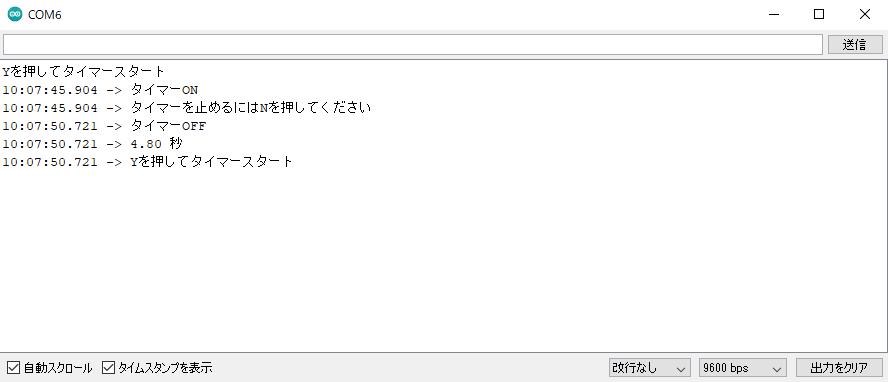 COM6
送信
Yを押してタイマースタート
10:07:45.904 -> タイマーON
10:07:45.904 -> タイマーを止めるにはNを押してください
10:07:50.721 -> タイマーOFF
10:07:50.721 -> 4.80 秒
10:07:50.721 -> Yを押してタイマースタート
自動スクロール タイムスタンプを表示 改行なし 9600 bps 出力をクリア